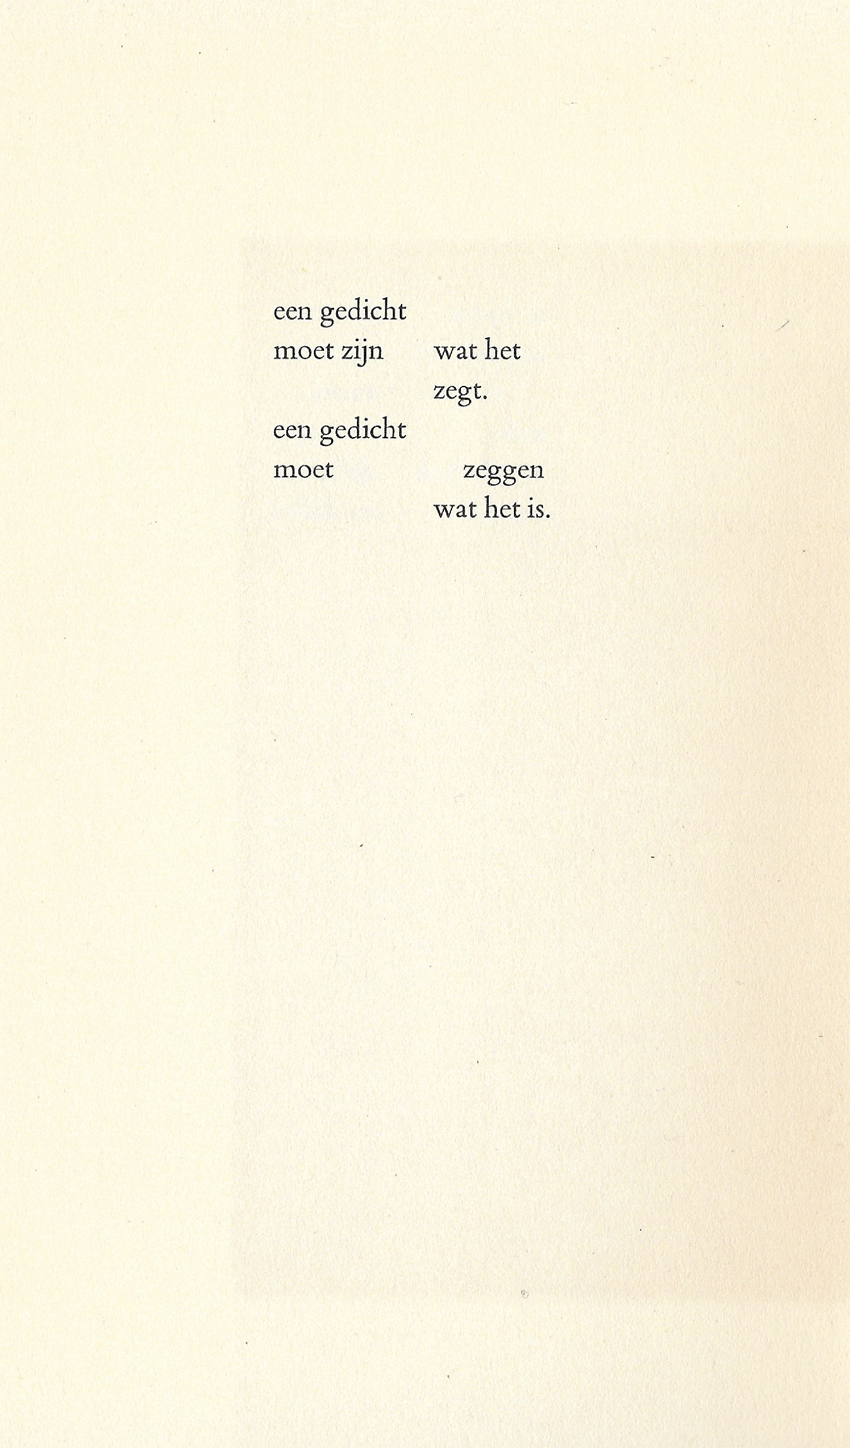 een gedicht
moet zijn wat het
zegt.
een gedicht
moet zeggen
wat het is.